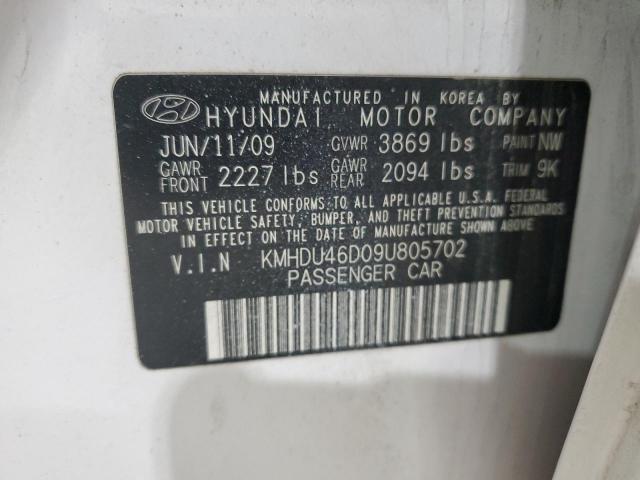 MANUFACTURED IN KOREA BY
HYUNDAI MOTOR COMPANY
JUN/11/09 GVWR 3869 lbs PAINT NW
GAWR FRONT 2227 lbs GAWR REAR 2094 lbs TRIM 9K
THIS VEHICLE CONFORMS TO ALL APPLICABLE U.S.A. FEDERAL
MOTOR VEHICLE SAFETY, BUMPER, AND THEFT PREVENTION STANDARDS
IN EFFECT ON THE DATE OF MANUFACTURE SHOWN ABOVE.
V.I.N KMHDU46D09U805702
PASSENGER CAR